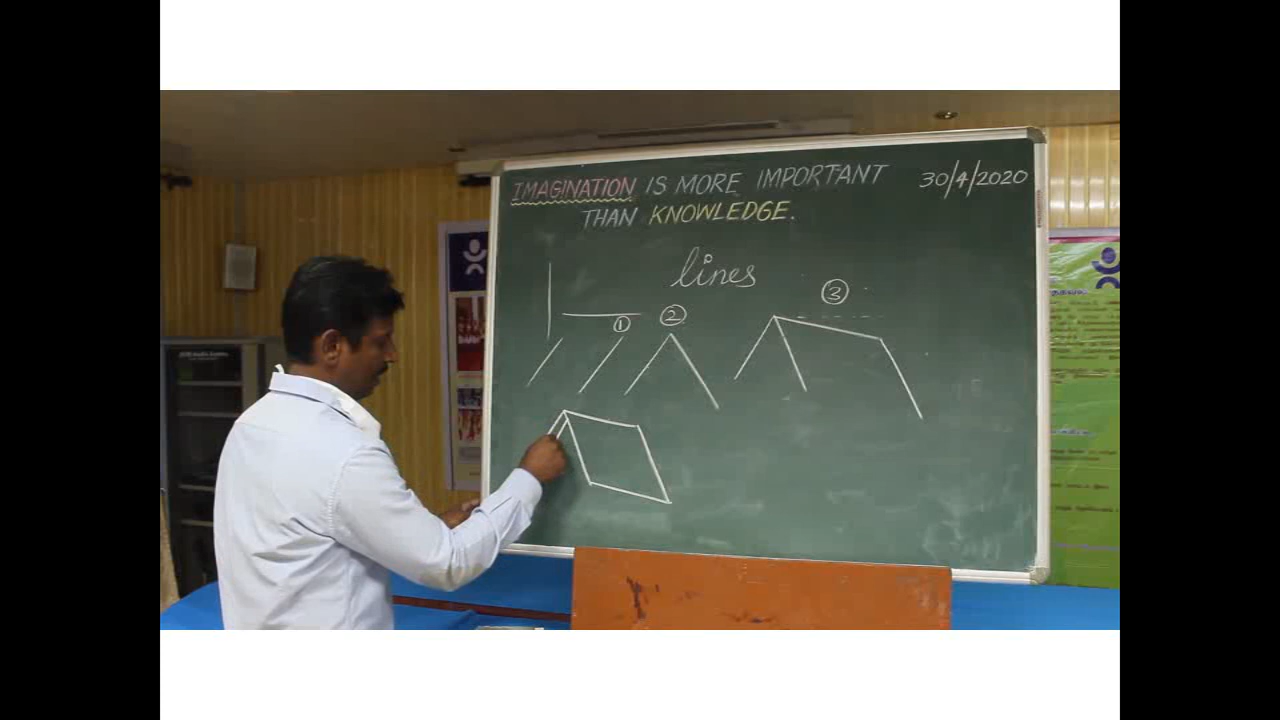 IMAGINATION IS MORE IMPORTANT
THAN KNOWLEDGE.
30/4/2020
lines
①
②
③